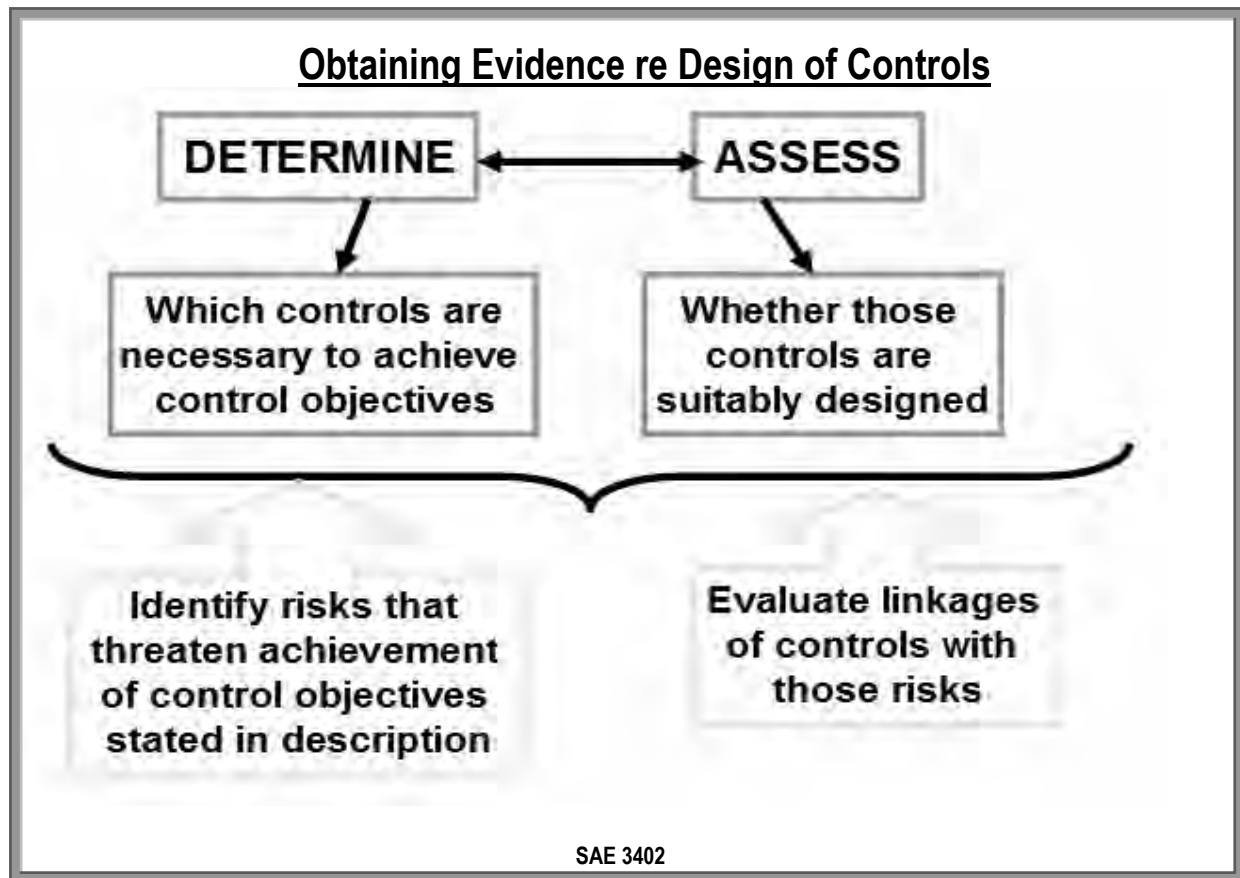 Obtaining Evidence re Design of Controls
DETERMINE
ASSESS
Which controls are
necessary to achieve
control objectives
Whether those
controls are
suitably designed
Identify risks that
threaten achievement
of control objectives
stated in description
Evaluate linkages
of controls with
those risks
SAE 3402